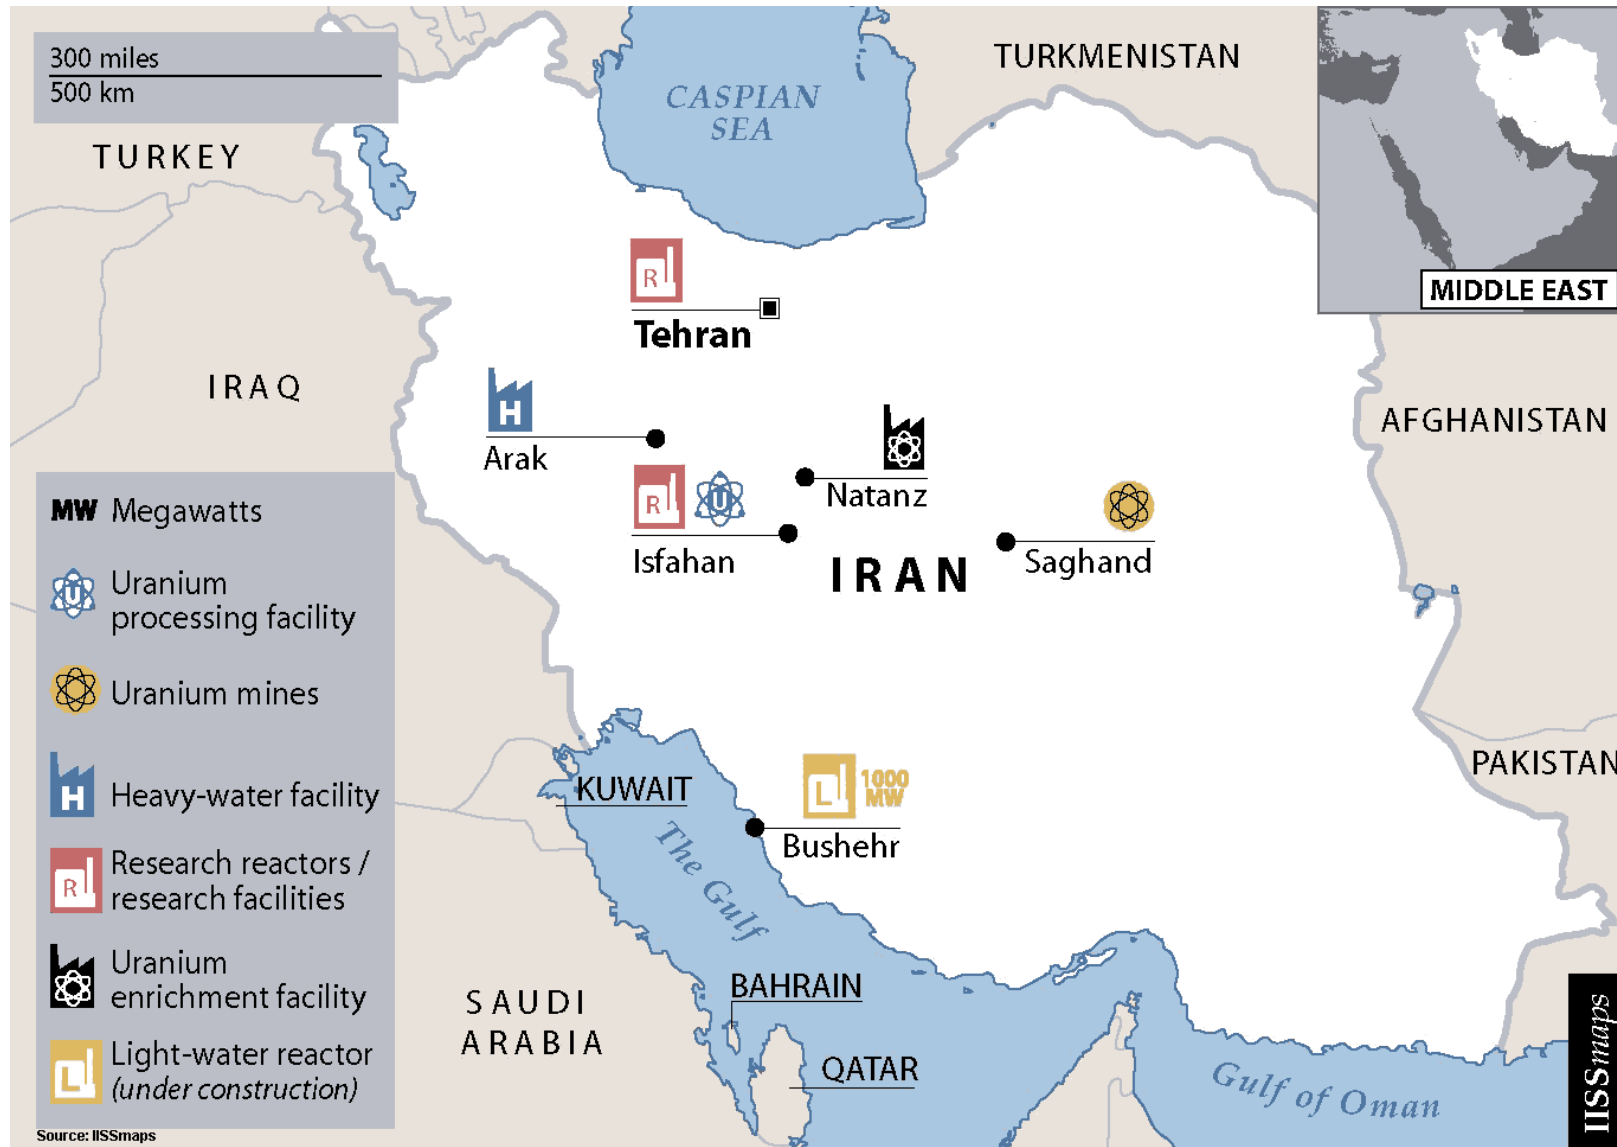 300 miles
500 km
TURKEY
CASPIAN
SEA
TURKMENISTAN
MIDDLE EAST
R
Tehran
IRAQ
H
Arak
AFGHANISTAN
Natanz
R U
Isfahan
IRAN
Saghand
MW Megawatts
U Uranium
processing facility
Uranium mines
H Heavy-water facility
R Research reactors /
research facilities
Uranium
enrichment facility
L Light-water reactor
(under construction)
KUWAIT
L 1000
MW
Bushehr
PAKISTAN
The Gulf
BAHRAIN
SAUDI
ARABIA
QATAR
Gulf of Oman
IISSmaps
Source: IISSmaps